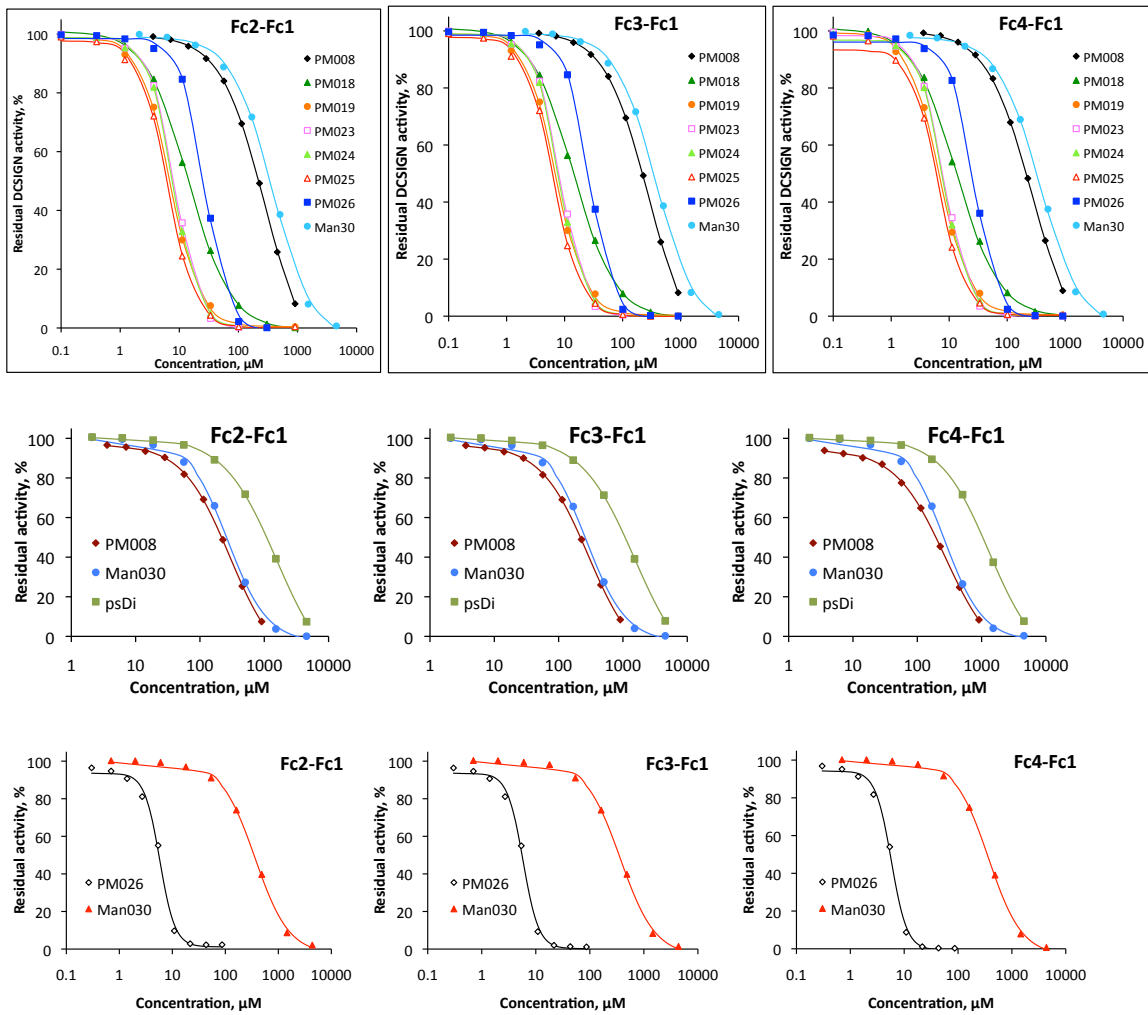 Fc2-Fc1
Residual DCSIGN activity, %
100
80
60
40
20
0
0.1 1 10 100 1000 10000
Concentration, µM
PM008
PM018
PM019
PM023
PM024
PM025
PM026
Man30
Fc3-Fc1
Residual DCSIGN activity, %
100
80
60
40
20
0
0.1 1 10 100 1000 10000
Concentration, µM
PM008
PM018
PM019
PM023
PM024
PM025
PM026
Man30
Fc4-Fc1
Residual DCSIGN activity, %
100
80
60
40
20
0
0.1 1 10 100 1000 10000
Concentration, µM
PM008
PM018
PM019
PM023
PM024
PM025
PM026
Man30
Fc2-Fc1
Residual activity, %
100
80
60
40
20
0
1 10 100 1000 10000
Concentration, µM
PM008
Man030
psDi
Fc3-Fc1
Residual activity, %
100
80
60
40
20
0
1 10 100 1000 10000
Concentration, µM
PM008
Man030
psDi
Fc4-Fc1
Residual activity, %
100
80
60
40
20
0
1 10 100 1000 10000
Concentration, µM
PM008
Man030
psDi
Fc2-Fc1
Residual activity, %
100
80
60
40
20
0
0.1 1 10 100 1000 10000
Concentration, µM
PM026
Man030
Fc3-Fc1
Residual activity, %
100
80
60
40
20
0
0.1 1 10 100 1000 10000
Concentration, µM
PM026
Man030
Fc4-Fc1
Residual activity, %
100
80
60
40
20
0
0.1 1 10 100 1000 10000
Concentration, µM
PM026
Man030